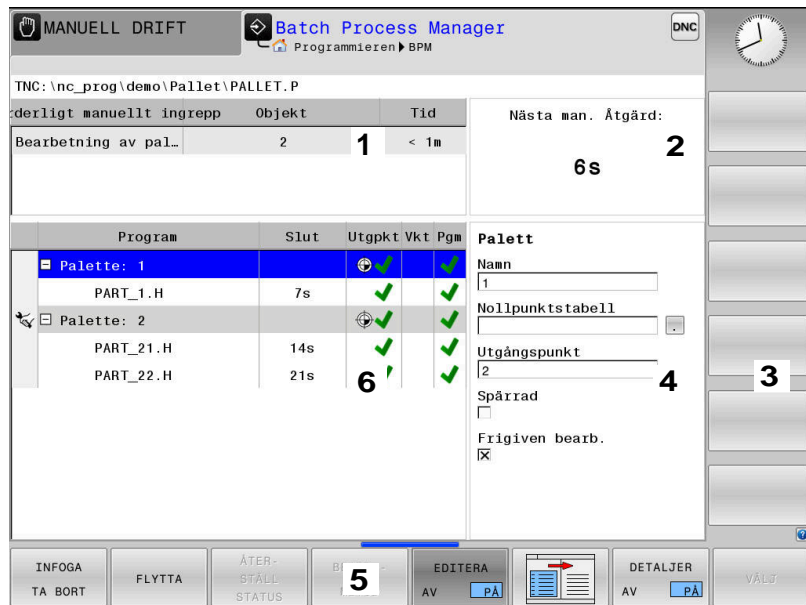 MANUELL DRIFT
Batch Process Manager
Programmieren BPM
DNC
TNC:\nc_prog\demo\Pallet\PALLET.P
rderligt manuellt ingrepp Objekt Tid
Bearbetning av pal… 2 < 1m
1
Nästa man. Åtgärd:
6s
2
Program Slut Utgpkt Vkt Pgm
Palette: 1
PART_1.H 7s
Palette: 2
PART_21.H 14s
PART_22.H 21s
6
Palett
Namn
1
Nollpunktstabell
.
Utgångspunkt
2
Spärrad
Frigiven bearb.
4
3
INFOGA
TA BORT
FLYTTA
ÅTER-
STÄLL
STATUS
5
EDITERA
AV PÅ
DETALJER
AV PÅ
VÄLJ